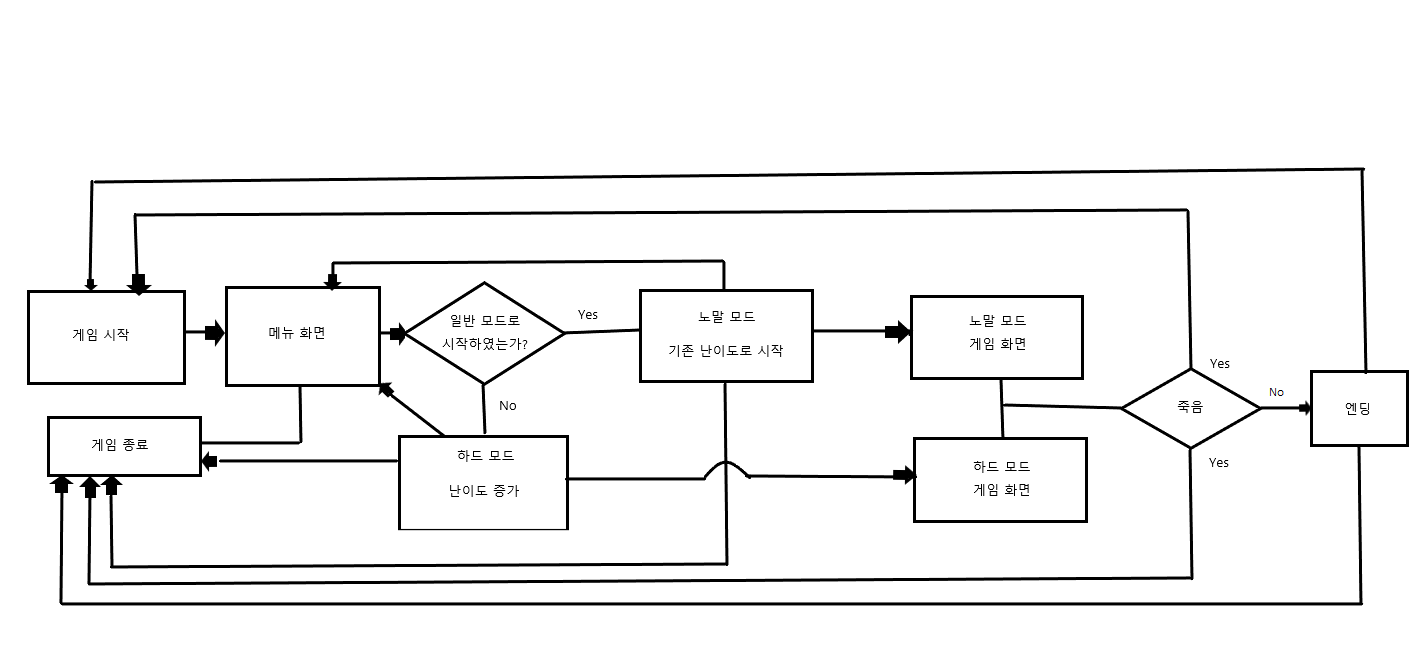 게임 시작
메뉴 화면
일반 모드로
시작하였는가?
Yes
No
노말 모드
기존 난이도로 시작
노말 모드
게임 화면
게임 종료
하드 모드
난이도 증가
하드 모드
게임 화면
죽음
Yes
No
Yes
엔딩